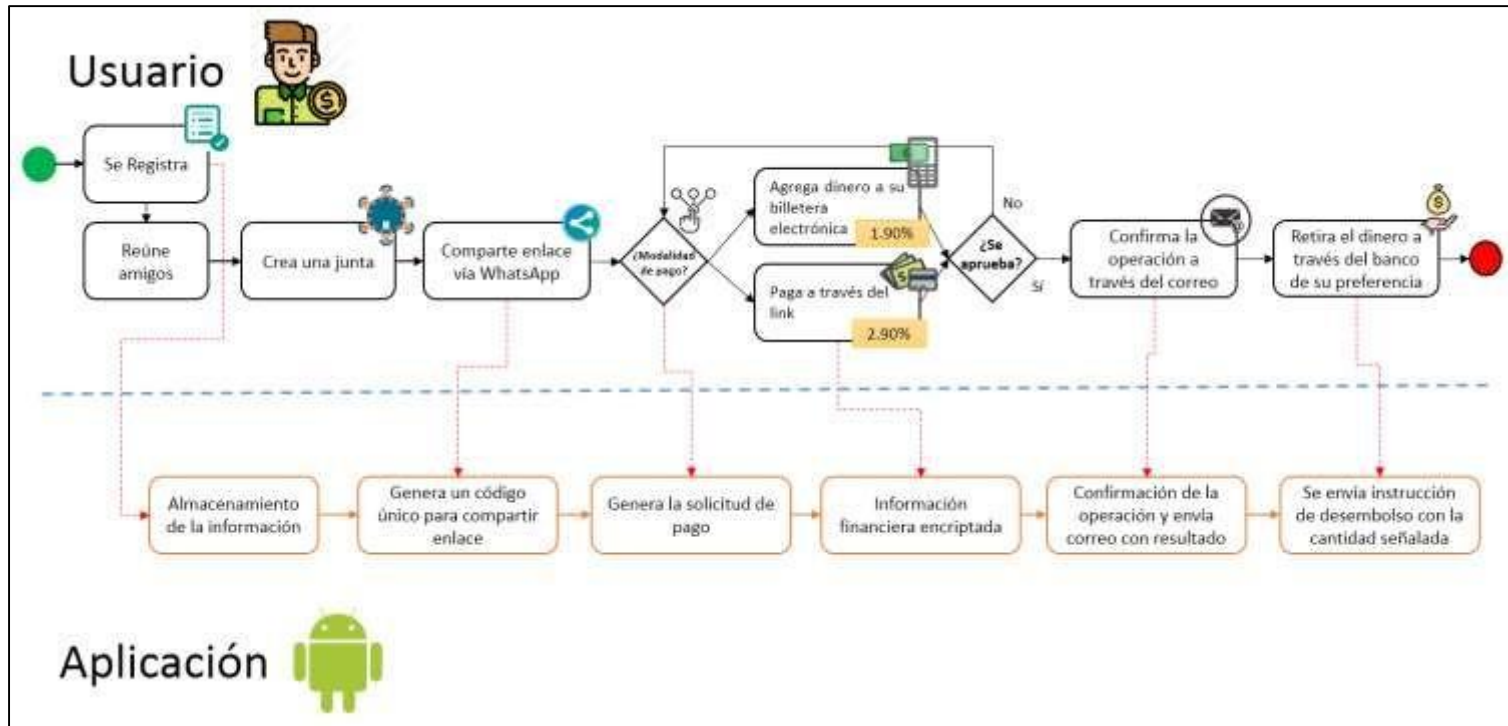 Usuario
Se Registra
Reúne
amigos
Crea una junta
Comparte enlace
vía WhatsApp
¿Modalidad
de pago?
Agrega dinero a su
billetera
electrónica
1.90%
Paga a través del
link
2.90%
No
¿Se
aprueba?
Sí
Confirma la
operación a
través del correo
Retira el dinero a
través del banco
de su preferencia
Almacenamiento
de la información
Genera un código
único para compartir
enlace
Genera la solicitud de
pago
Información
financiera encriptada
Confirmación de la
operación y envía
correo con resultado
Se envía instrucción
de desembolso con la
cantidad señalada
Aplicación